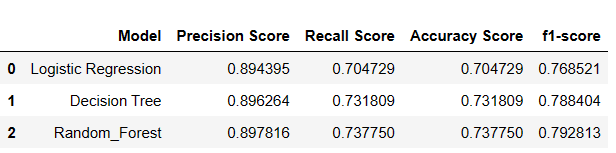 Model Precision Score Recall Score Accuracy Score f1-score
0 Logistic Regression 0.894395 0.704729 0.704729 0.768521
1 Decision Tree 0.896264 0.731809 0.731809 0.788404
2 Random_Forest 0.897816 0.737750 0.737750 0.792813